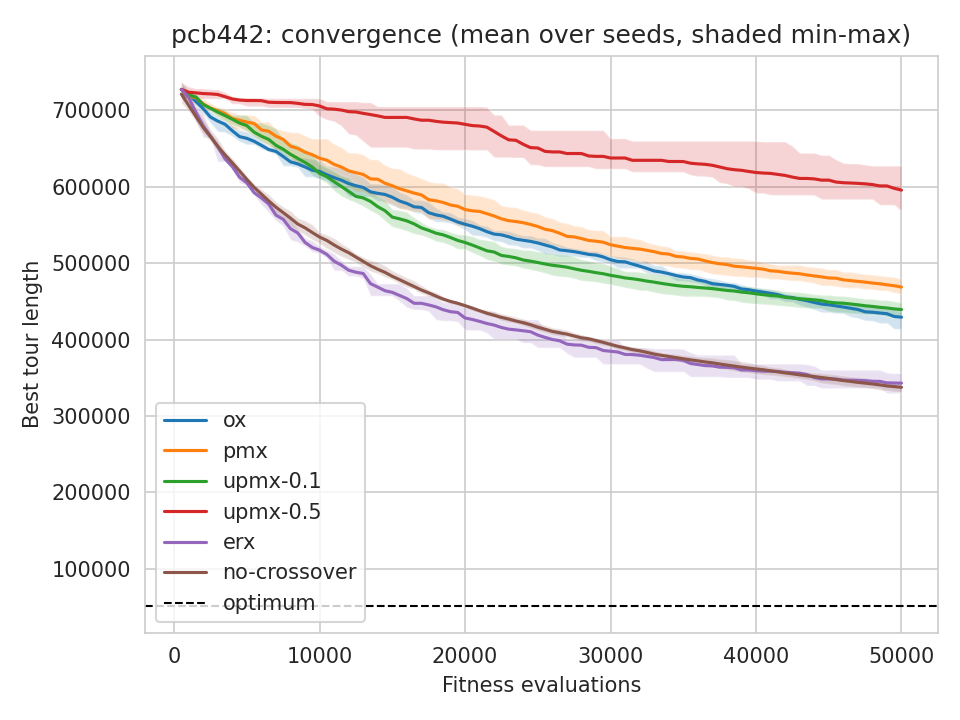 pcb442: convergence (mean over seeds, shaded min-max)
Best tour length
700000
600000
500000
400000
300000
200000
100000
ox
pmx
upmx-0.1
upmx-0.5
erx
no-crossover
optimum
0
10000
20000
30000
40000
50000
Fitness evaluations